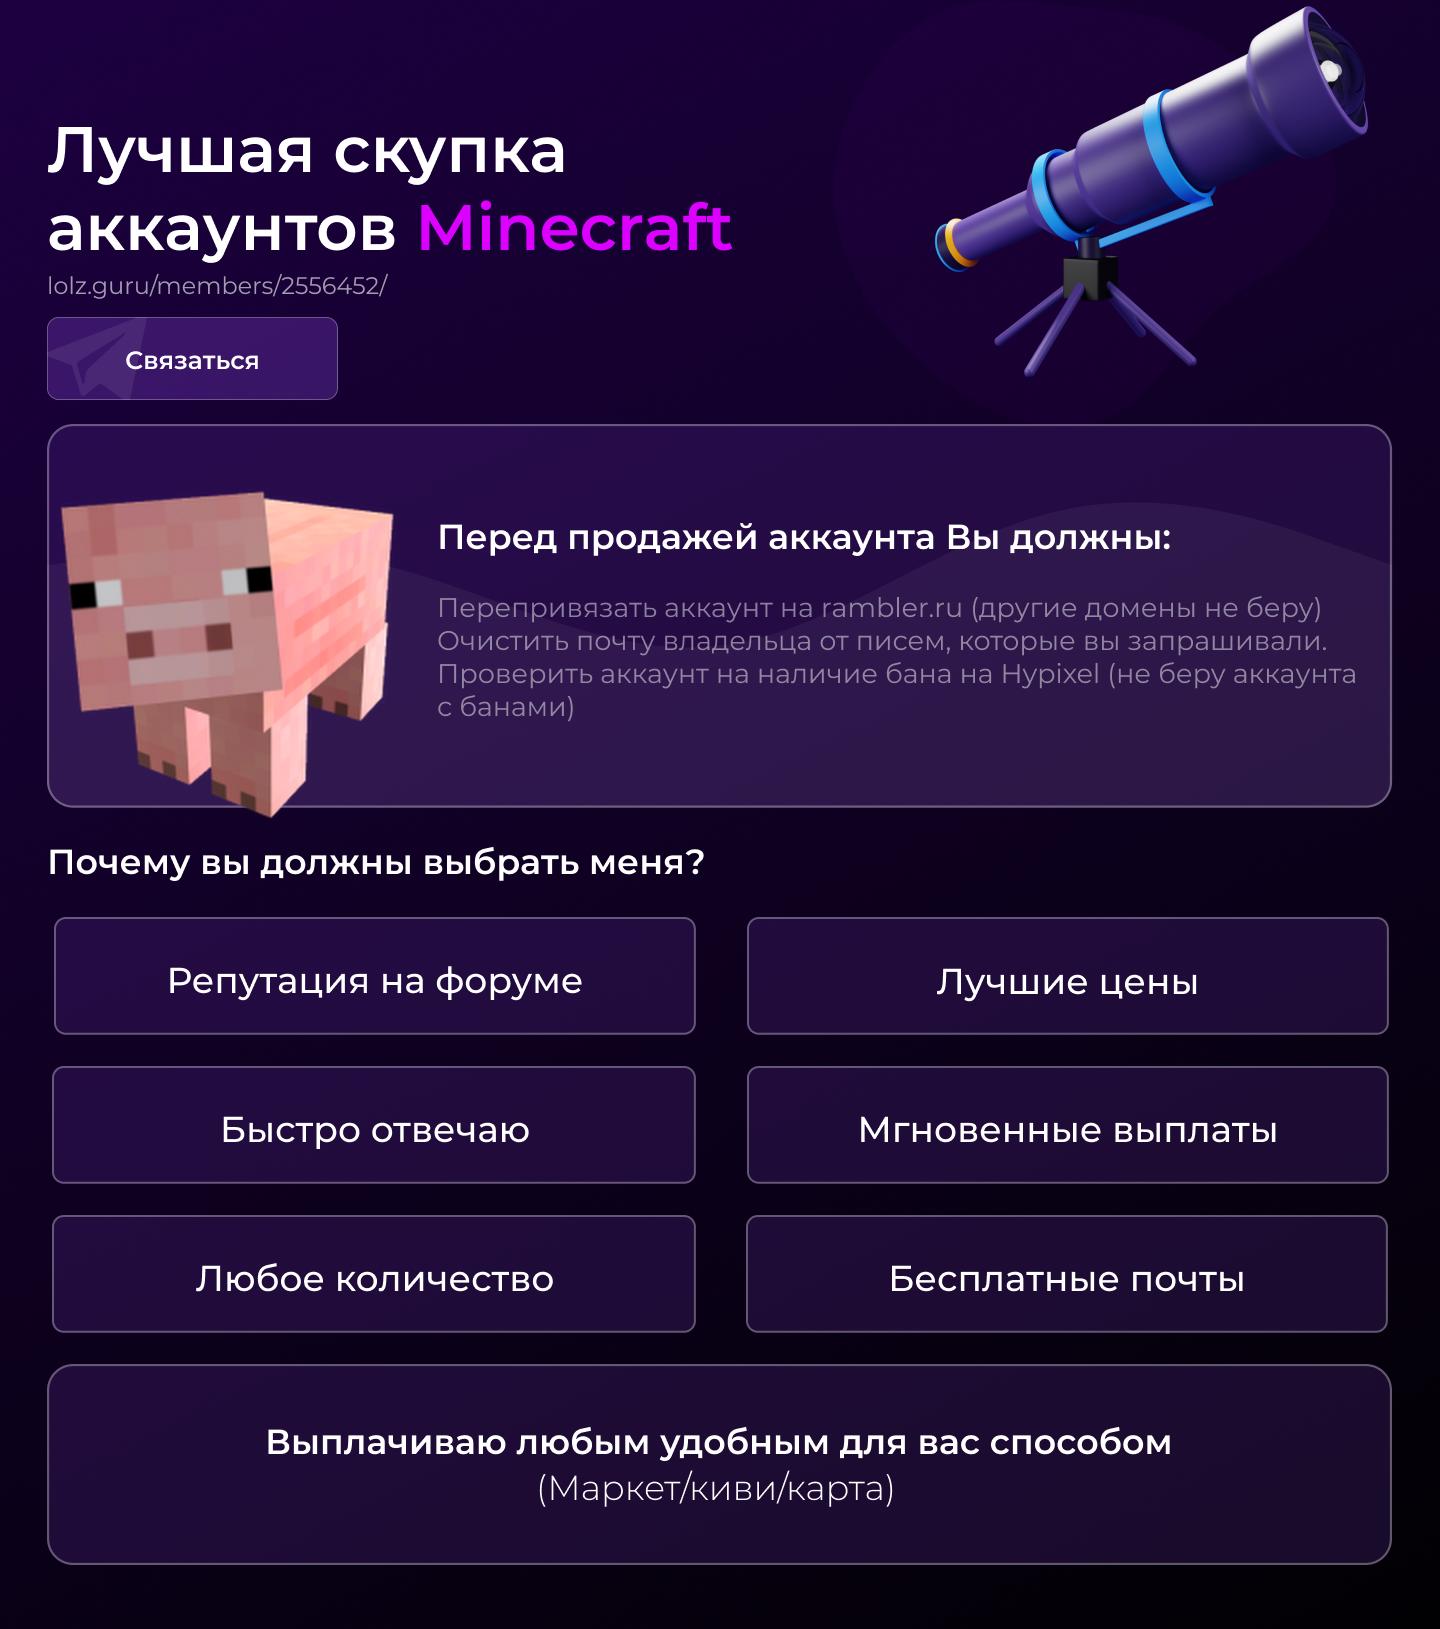 Лучшая скупка
аккаунтов Minecraft
lolz.guru/members/2556452/
Связаться
Перед продажей аккаунта Вы должны:
Перепривязать аккаунт на rambler.ru (другие домены не беру)
Очистить почту владельца от писем, которые вы запрашивали.
Проверить аккаунт на наличие бана на Hypixel (не беру аккаунта
с банами)
Почему вы должны выбрать меня?
Репутация на форуме
Лучшие цены
Быстро отвечаю
Мгновенные выплаты
Любое количество
Бесплатные почты
Выплачиваю любым удобным для вас способом
(Маркет/киви/карта)